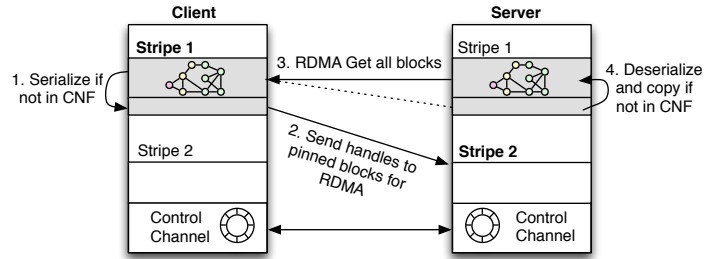 Client
Server
Stripe 1
Stripe 1
1. Serialize if
not in CNF
3. RDMA Get all blocks
4. Deserialize
and copy if
not in CNF
2. Send handles to
pinned blocks for
RDMA
Stripe 2
Stripe 2
Control
Channel
Control
Channel